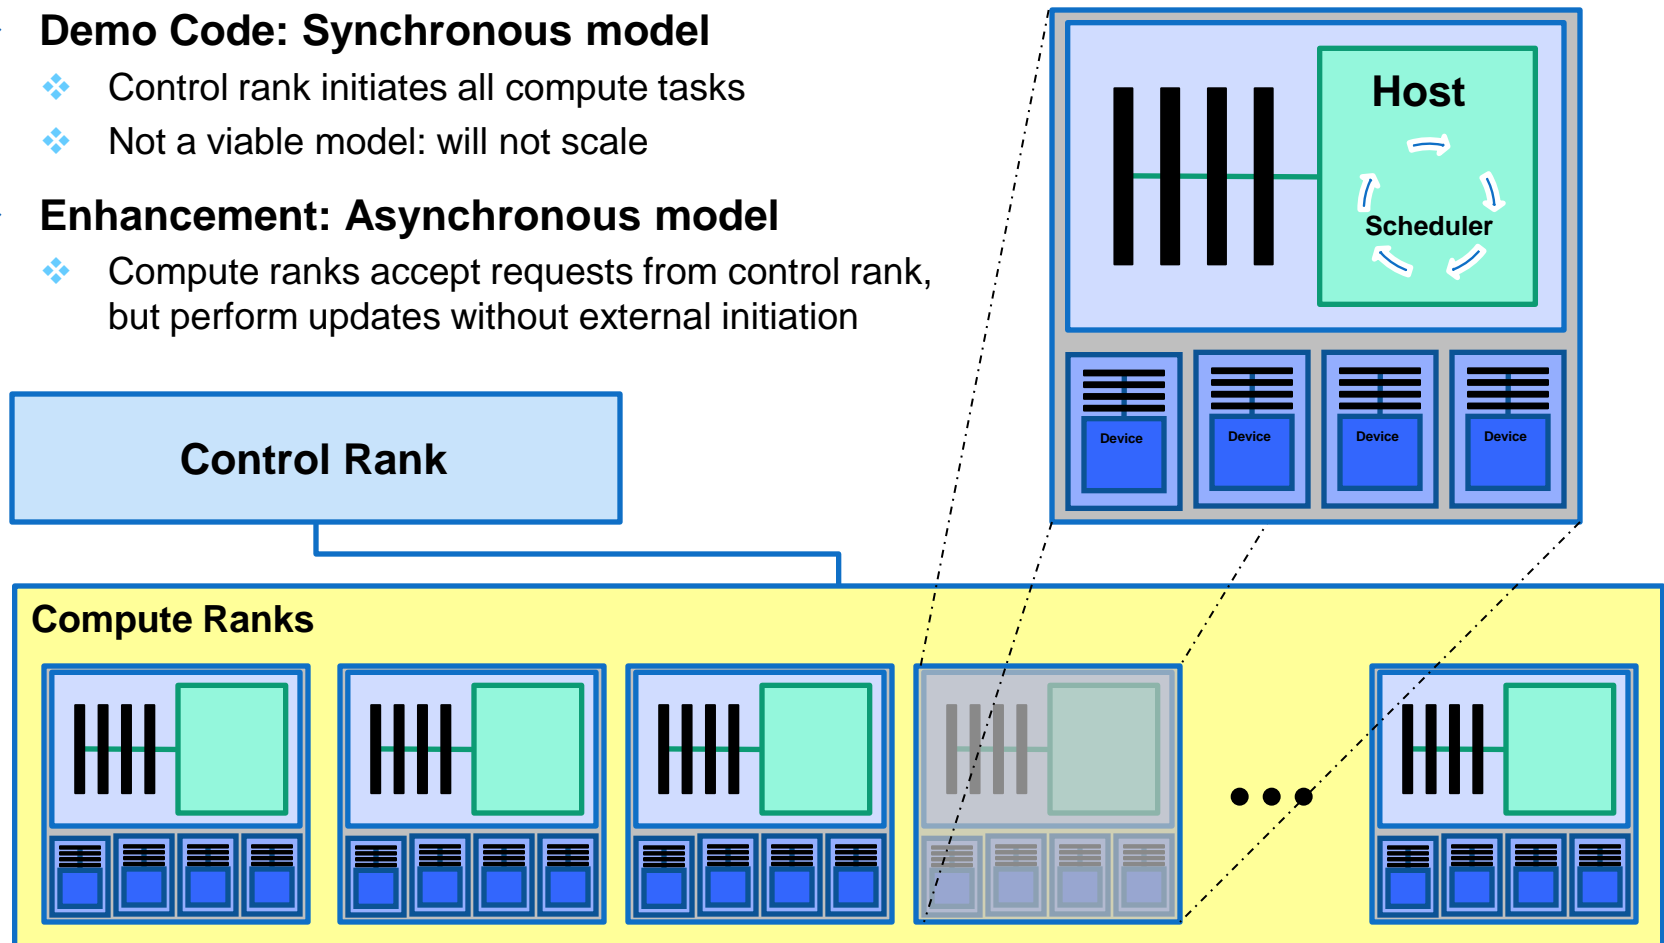 Demo Code: Synchronous model
Control rank initiates all compute tasks
Not a viable model: will not scale
Enhancement: Asynchronous model
Compute ranks accept requests from control rank,
but perform updates without external initiation
Host
Scheduler
Device
Device
Device
Device
Control Rank
Compute Ranks